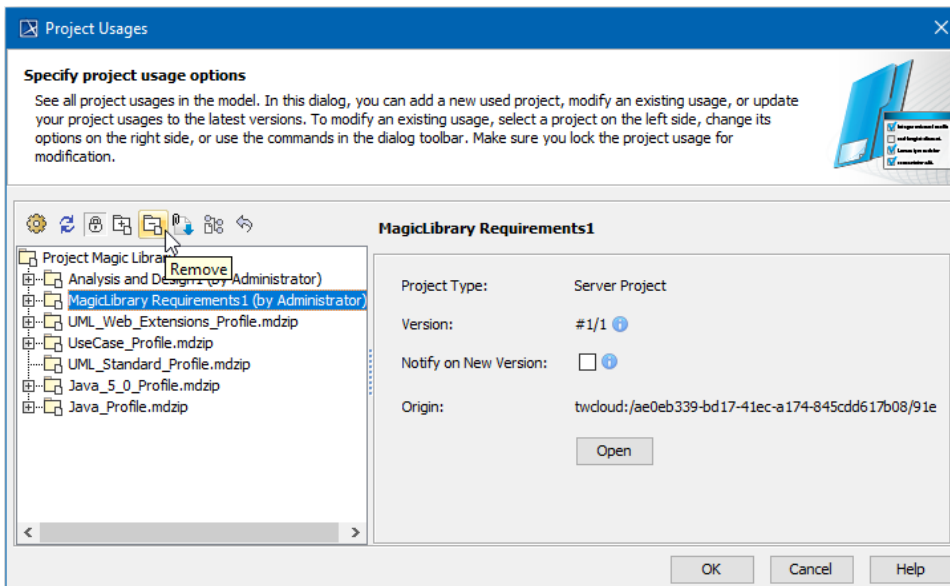 Project Usages
Specify project usage options
See all project usages in the model. In this dialog, you can add a new used project, modify an existing usage, or update
your project usages to the latest versions. To modify an existing usage, select a project on the left side, change its
options on the right side, or use the commands in the dialog toolbar. Make sure you lock the project usage for
modification.
MagicLibrary Requirements1
Project Magic Librar
Remove
Analysis and Design1 (by Administrator)
MagicLibrary Requirements1 (by Administrator)
UML_Web_Extensions_Profile.mdzip
UseCase_Profile.mdzip
UML_Standard_Profile.mdzip
Java_5_0_Profile.mdzip
Java_Profile.mdzip
Project Type: Server Project
Version: #1/1
Notify on New Version:
Origin: twcloud:/ae0eb339-bd17-41ec-a174-845cdd617b08/91e
Open
OK Cancel Help